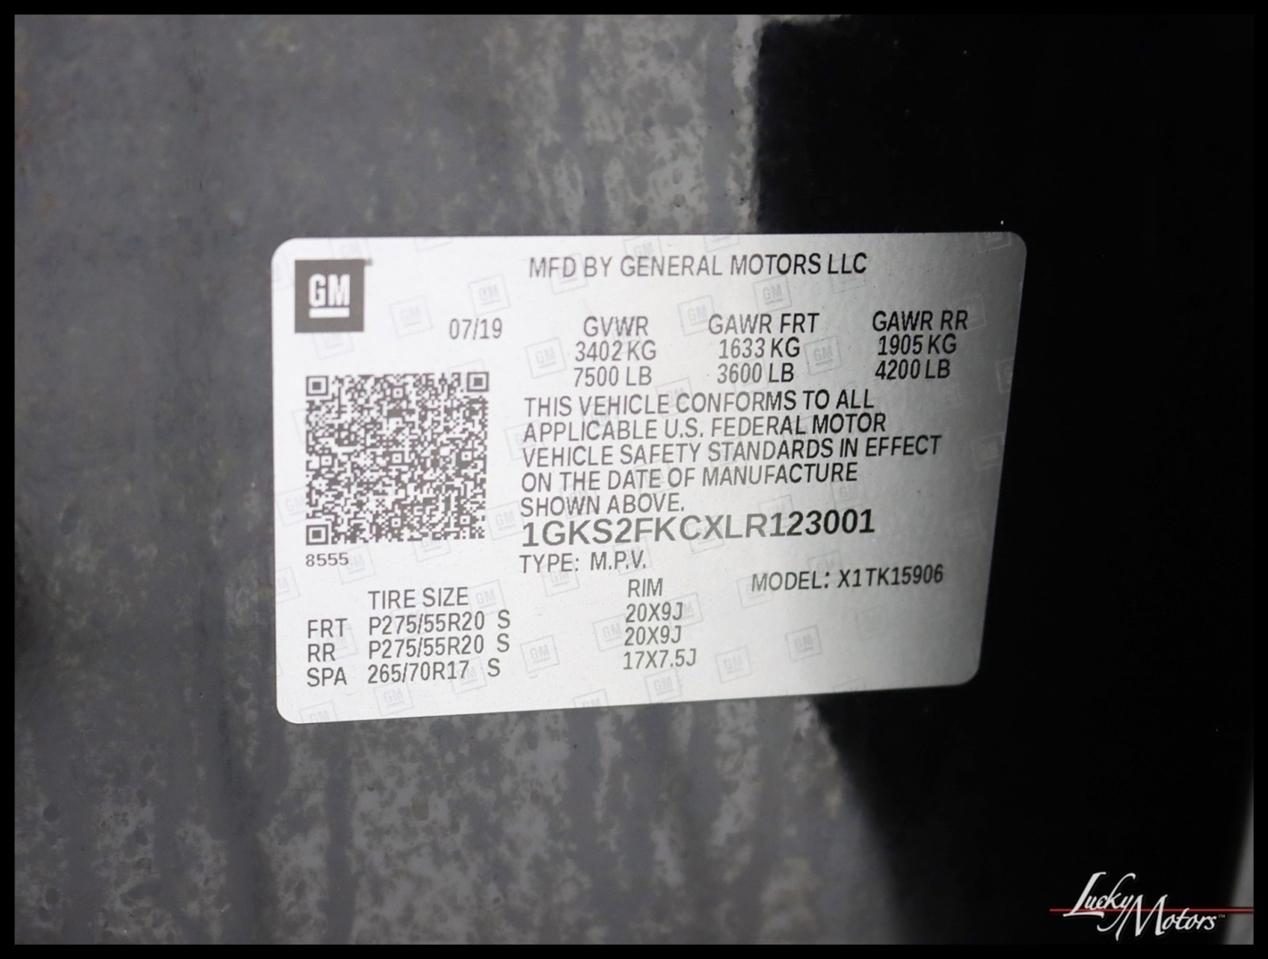 GM
MFD BY GENERAL MOTORS LLC
07/19
GVWR GAWR FRT GAWR RR
3402 KG 1633 KG 1905 KG
7500 LB 3600 LB 4200 LB
THIS VEHICLE CONFORMS TO ALL
APPLICABLE U.S. FEDERAL MOTOR
VEHICLE SAFETY STANDARDS IN EFFECT
ON THE DATE OF MANUFACTURE
SHOWN ABOVE.
1GKS2FKCXLR123001
8555
TYPE: M.P.V. MODEL: X1TK15906
TIRE SIZE RIM
FRT P275/55R20 S 20X9J
RR P275/55R20 S 20X9J
SPA 265/70R17 S 17X7.5J
Lucky Motors™